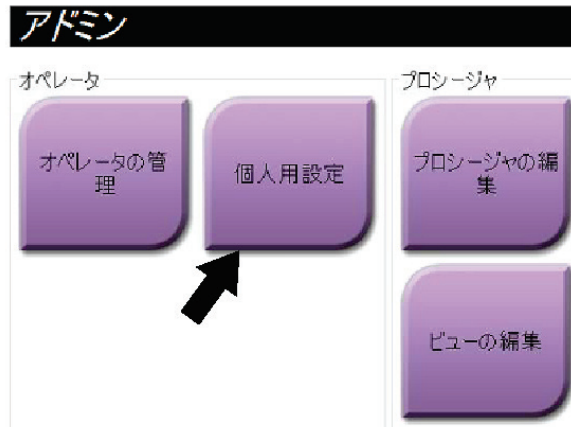 アドミン
オペレータ
プロシージャ
オペレータの管
理
個人用設定
プロシージャの編
集
ビューの編集